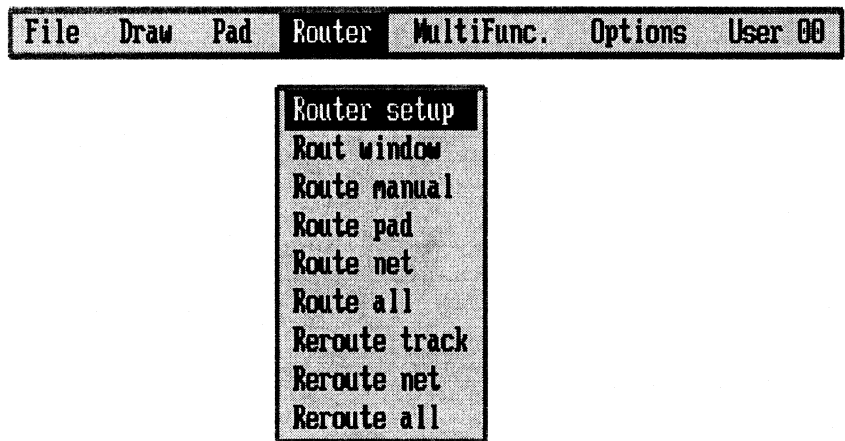 File Draw Pad Router MultiFunc. Options User 00
Router setup
Rout window
Route manual
Route pad
Route net
Route all
Reroute track
Reroute net
Reroute all